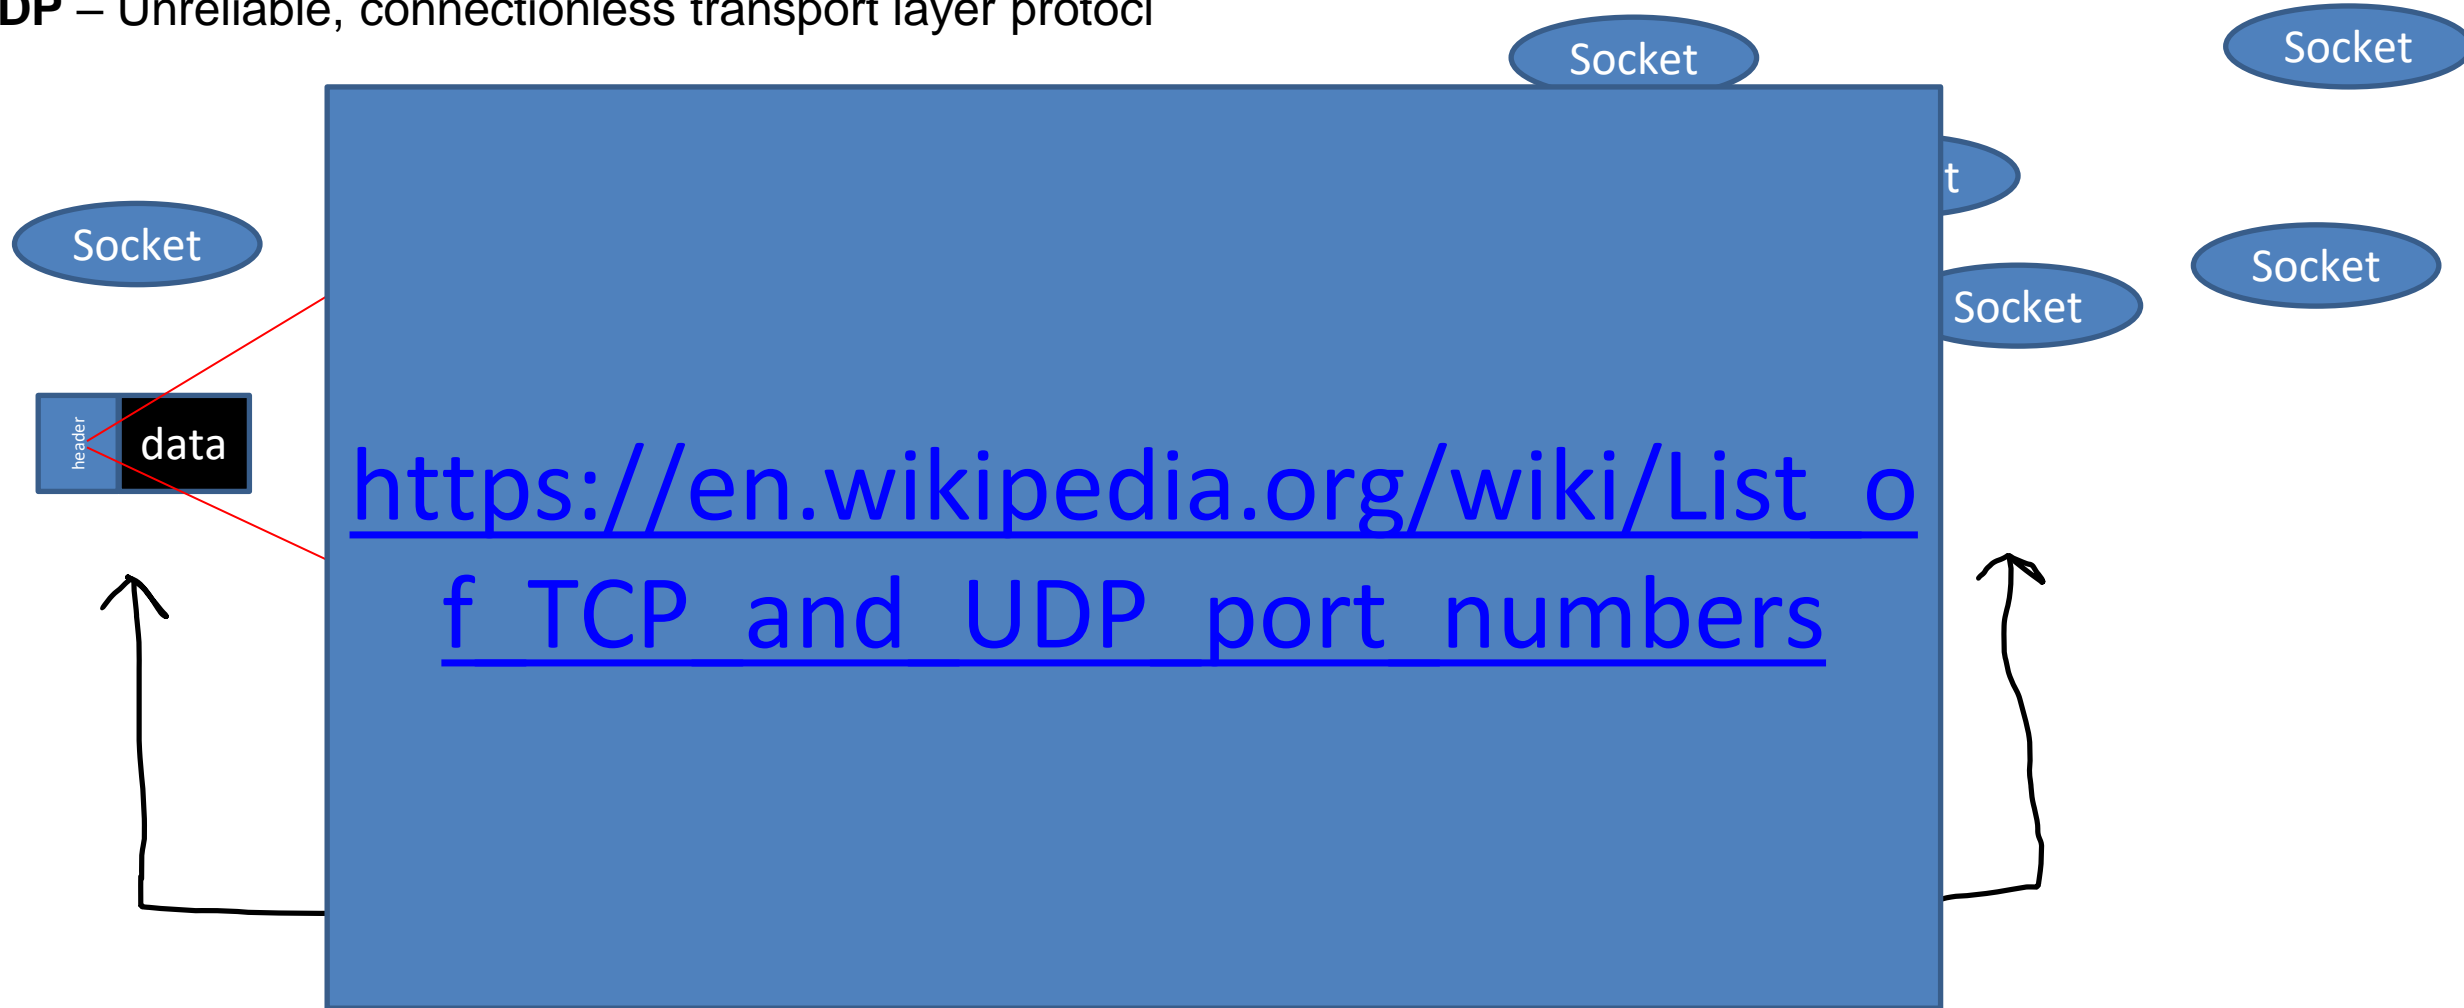 DP – Unreliable, connectionless transport layer protocl
Socket
Socket
t
Socket
Socket
Socket
header
data
https://en.wikipedia.org/wiki/List_o
f_TCP_and_UDP_port_numbers